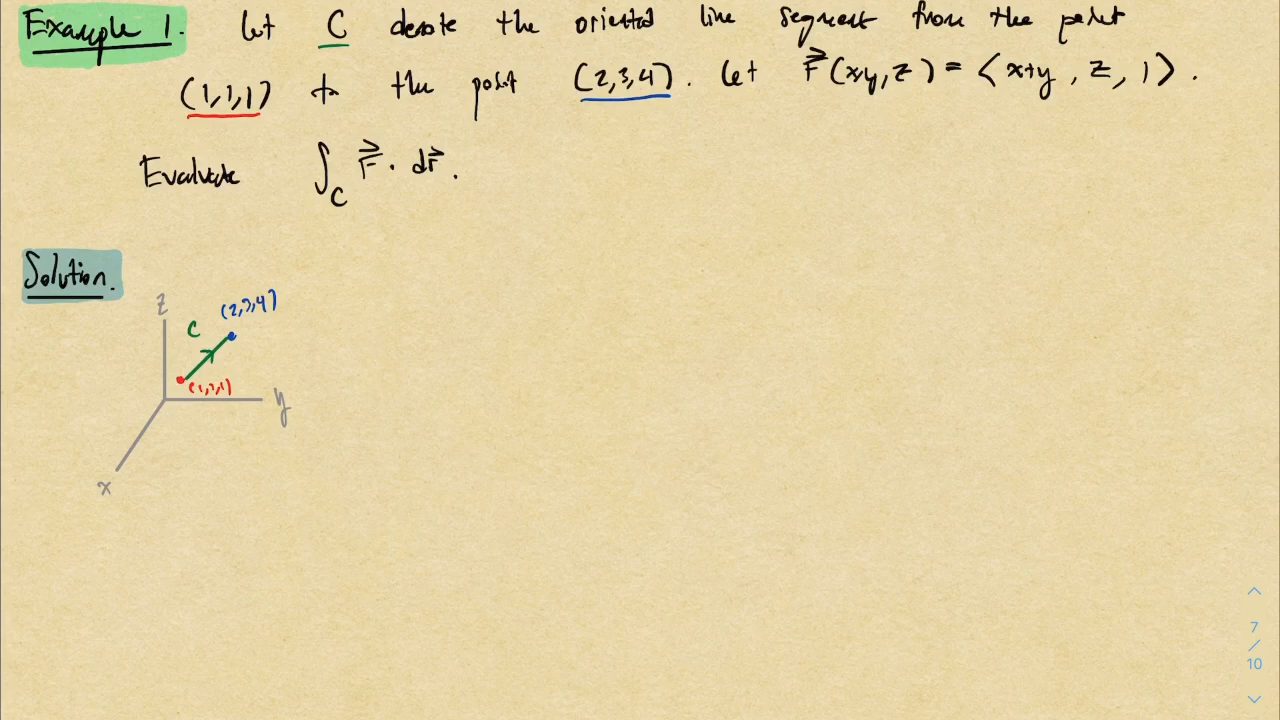 Example 1. Let C denote the oriented line segment from the point
(1,1,1) to the point (2,3,4). Let F⃗(x,y,z) = ⟨x+y, z, 1⟩.
Evaluate ∫_C F⃗ · dr⃗.
Solution.
z
(2,3,4)
C
(1,1,1)
y
x
7
/
10